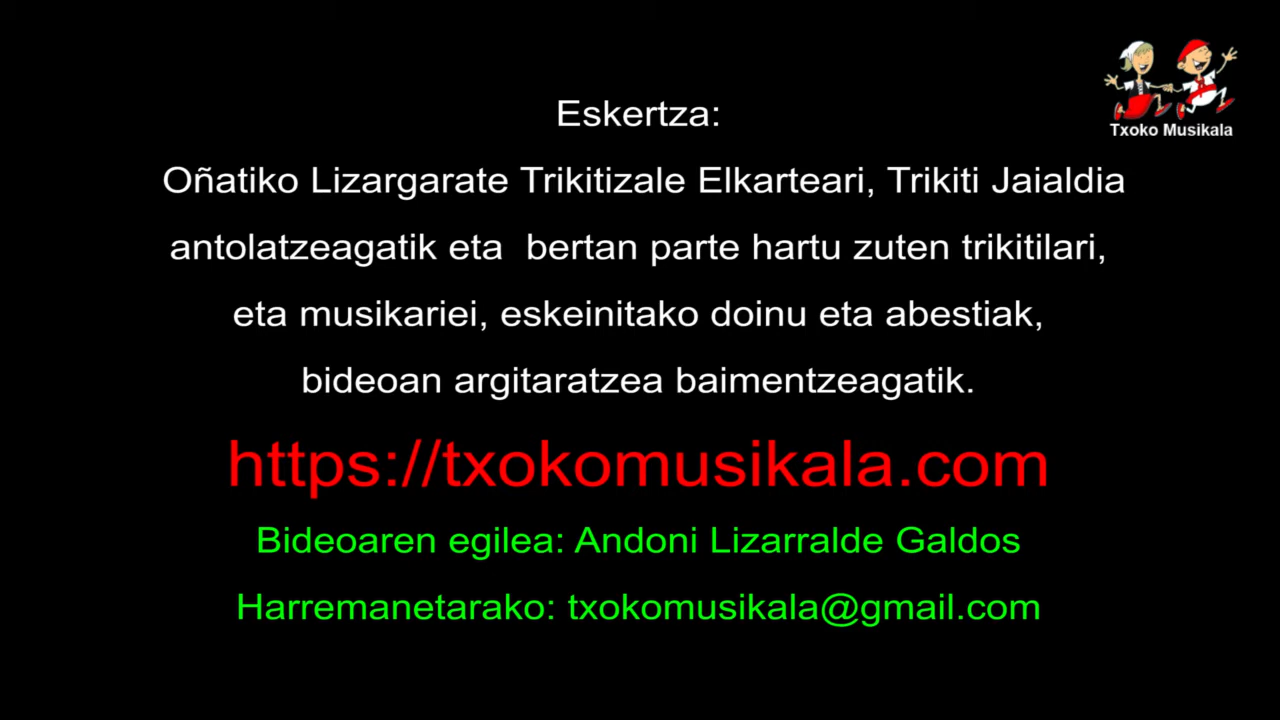 Txoko Musikala
Eskertza:
Oñatiko Lizargarate Trikitizale Elkarteari, Trikiti Jaialdia
antolatzeagatik eta bertan parte hartu zuten trikitilari,
eta musikariei, eskeinitako doinu eta abestiak,
bideoan argitaratzea baimentzeagatik.
https://txokomusikala.com
Bideoaren egilea: Andoni Lizarralde Galdos
Harremanetarako: txokomusikala@gmail.com